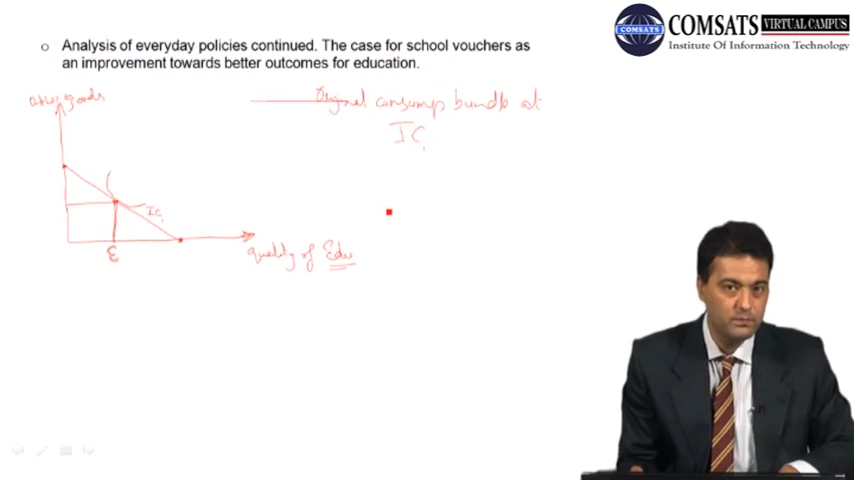 COMSATS VIRTUAL CAMPUS
Institute Of Information Technology
o Analysis of everyday policies continued. The case for school vouchers as
an improvement towards better outcomes for education.
other goods
Original consump bundle at
IC
IC
E
quality of Edu